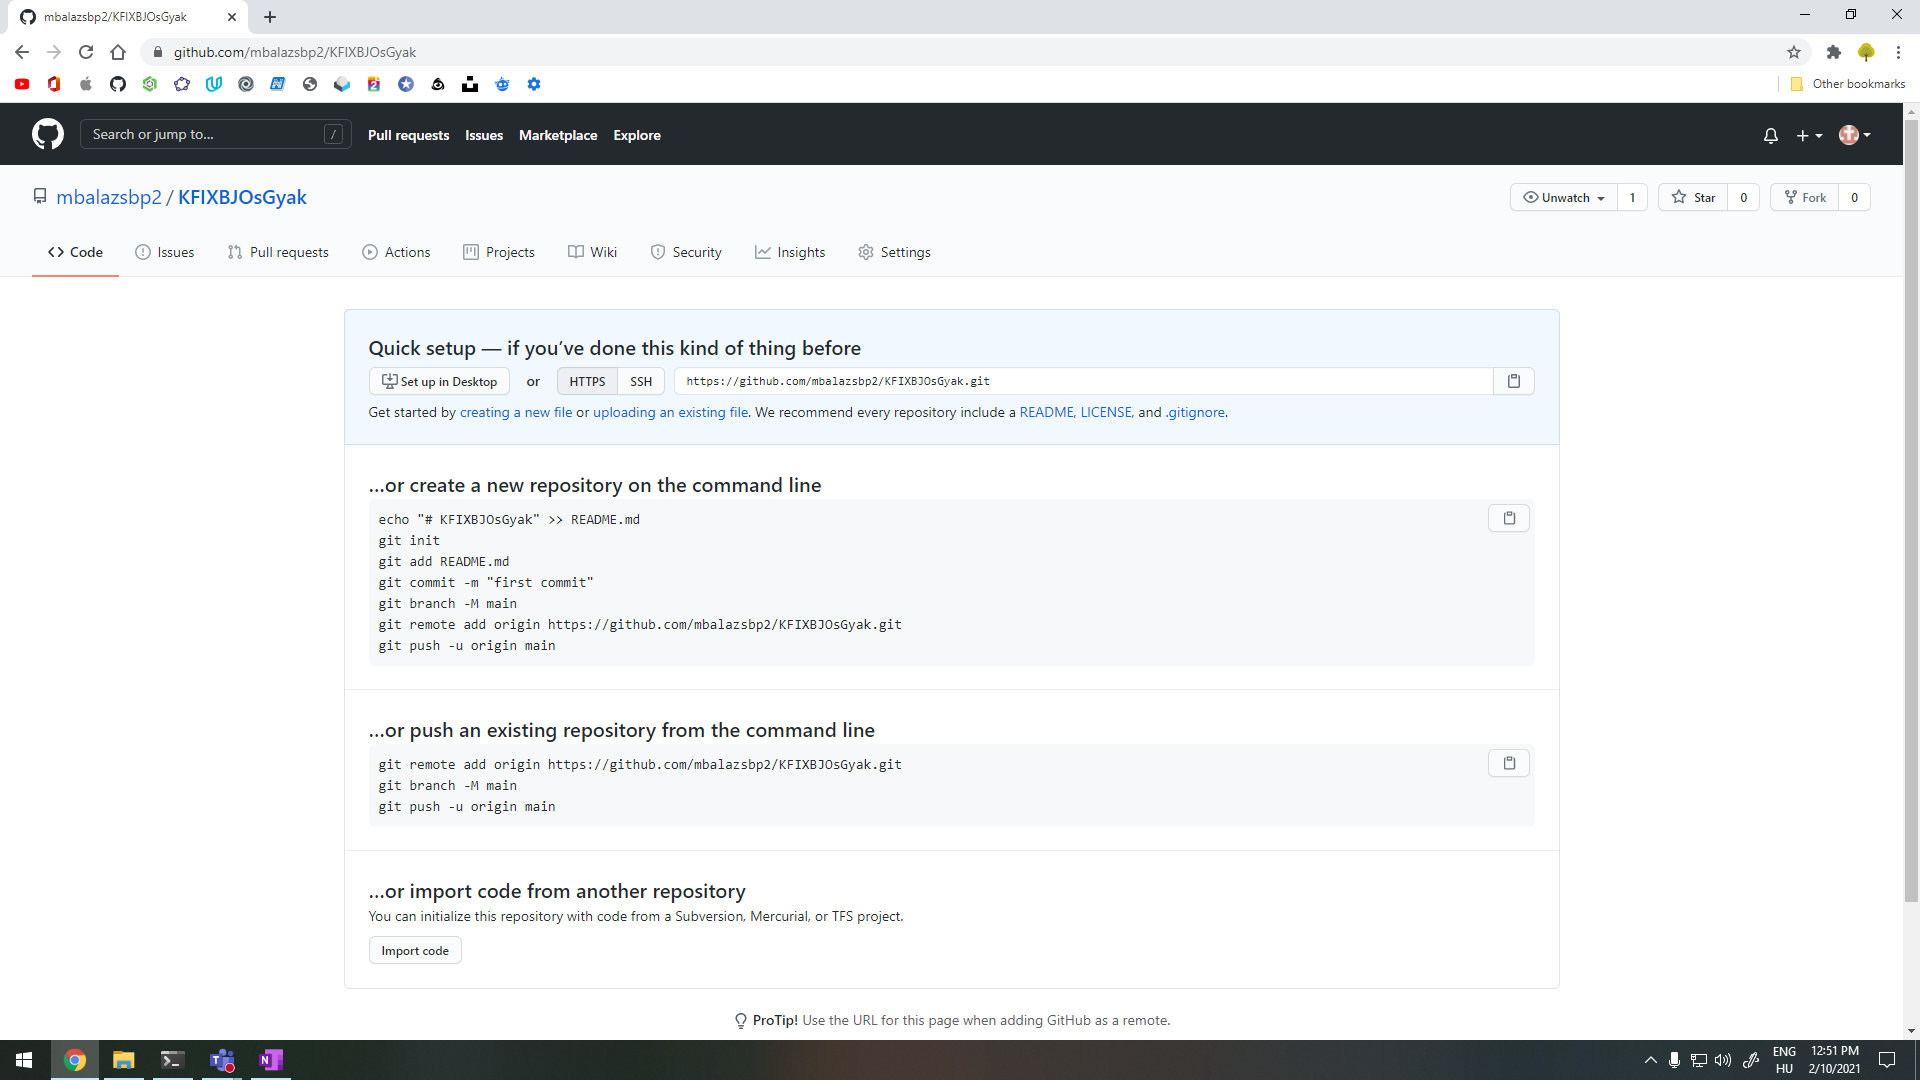 mbalazsbp2/KFIXBJOsGyak
github.com/mbalazsbp2/KFIXBJOsGyak
Other bookmarks
Search or jump to... /
Pull requests Issues Marketplace Explore
mbalazsbp2 / KFIXBJOsGyak
Unwatch 1 Star 0 Fork 0
Code Issues Pull requests Actions Projects Wiki Security Insights Settings
Quick setup — if you’ve done this kind of thing before
Set up in Desktop or HTTPS SSH https://github.com/mbalazsbp2/KFIXBJOsGyak.git
Get started by creating a new file or uploading an existing file. We recommend every repository include a README, LICENSE, and .gitignore.
…or create a new repository on the command line
echo "# KFIXBJOsGyak" >> README.md
git init
git add README.md
git commit -m "first commit"
git branch -M main
git remote add origin https://github.com/mbalazsbp2/KFIXBJOsGyak.git
git push -u origin main
…or push an existing repository from the command line
git remote add origin https://github.com/mbalazsbp2/KFIXBJOsGyak.git
git branch -M main
git push -u origin main
…or import code from another repository
You can initialize this repository with code from a Subversion, Mercurial, or TFS project.
Import code
ProTip! Use the URL for this page when adding GitHub as a remote.
ENG 12:51 PM
HU 2/10/2021